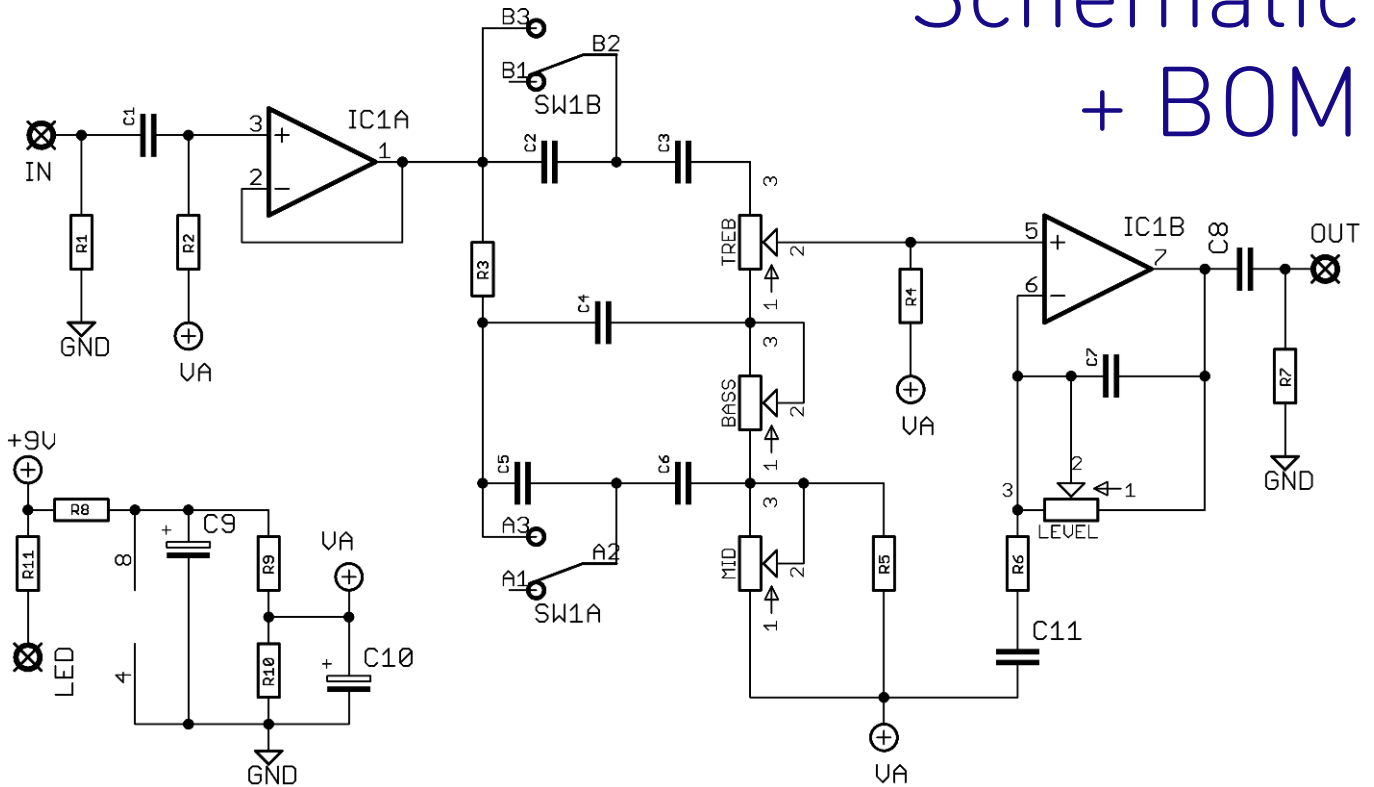 Schematic
+ BOM
B3
B2
B1
SW1B
C1
3
+
IC1A
1
2
−
IN
R1
R2
GND
VA
C2
C3
3
TREB
2
1
R3
C4
3
BASS
2
1
R4
VA
5
+
IC1B
7
6
−
C8
OUT
C7
R7
GND
2
3
1
LEVEL
R6
C11
C5
C6
A3
A2
A1
SW1A
3
MID
2
1
R5
VA
+9V
R8
+
C9
VA
R11
8
R9
LED
4
R10
+
C10
GND